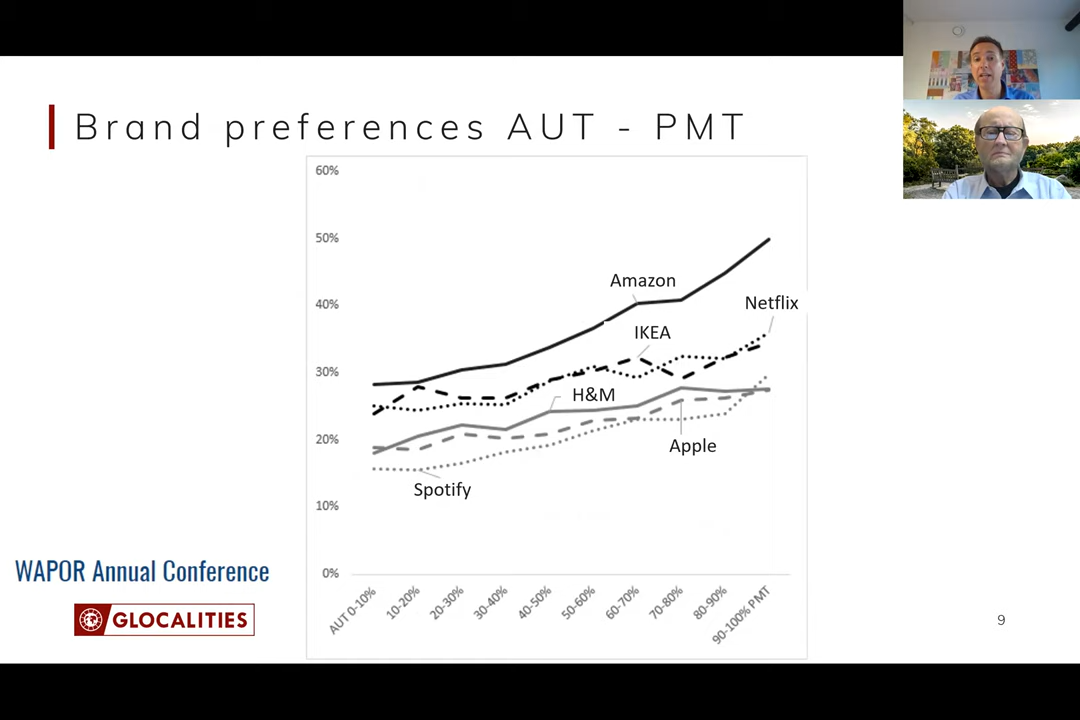 Brand preferences AUT - PMT
60%
50%
40%
30%
20%
10%
0%
Amazon
Netflix
IKEA
H&M
Apple
Spotify
AUT 0-10%
10-20%
20-30%
30-40%
40-50%
50-60%
60-70%
70-80%
80-90%
90-100% PMT
WAPOR Annual Conference
GLOCALITIES
9